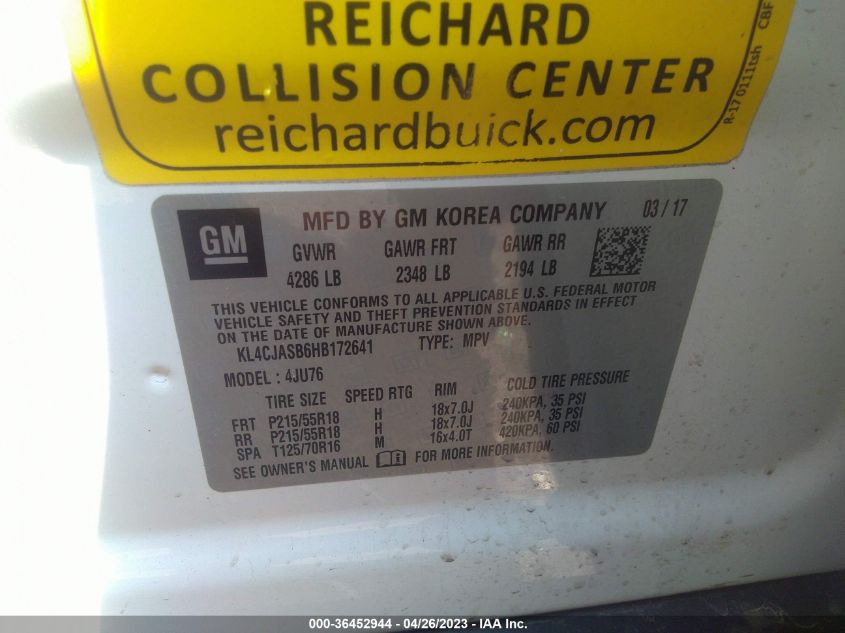 REICHARD
COLLISION CENTER
reichardbuick.com
R-17 0111tsh CBF
GM
MFD BY GM KOREA COMPANY 03 / 17
GVWR GAWR FRT GAWR RR
4286 LB 2348 LB 2194 LB
THIS VEHICLE CONFORMS TO ALL APPLICABLE U.S. FEDERAL MOTOR
VEHICLE SAFETY AND THEFT PREVENTION STANDARDS IN EFFECT
ON THE DATE OF MANUFACTURE SHOWN ABOVE.
KL4CJASB6HB172641 TYPE: MPV
MODEL: 4JU76
TIRE SIZE SPEED RTG RIM COLD TIRE PRESSURE
FRT P215/55R18 H 18x7.0J 240KPA, 35 PSI
RR P215/55R18 H 18x7.0J 240KPA, 35 PSI
SPA T125/70R16 M 16x4.0T 420KPA, 60 PSI
SEE OWNER'S MANUAL FOR MORE INFORMATION.
000-36452944 - 04/26/2023 - IAA Inc.